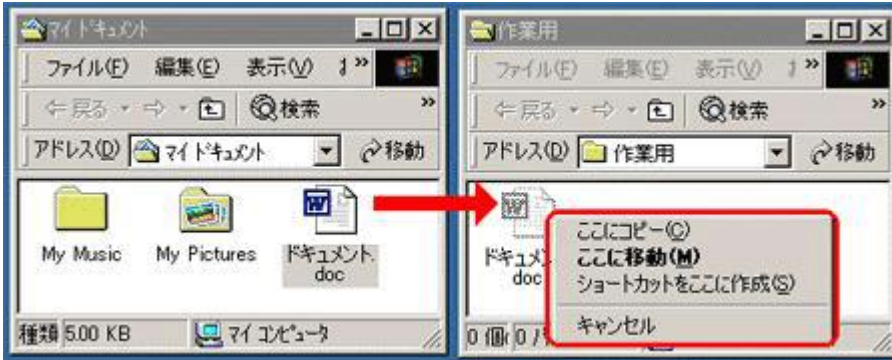 マイ ドキュメント
ファイル(F) 編集(E) 表示(V) »
戻る 検索 »
アドレス(D) マイ ドキュメント 移動
My Music My Pictures ドキュメント.doc
種類 5.00 KB マイ コンピュータ
作業用
ファイル(F) 編集(E) 表示(V) »
戻る 検索 »
アドレス(D) 作業用 移動
doc
ここにコピー(C)
ここに移動(M)
ショートカットをここに作成(S)
キャンセル
0 個